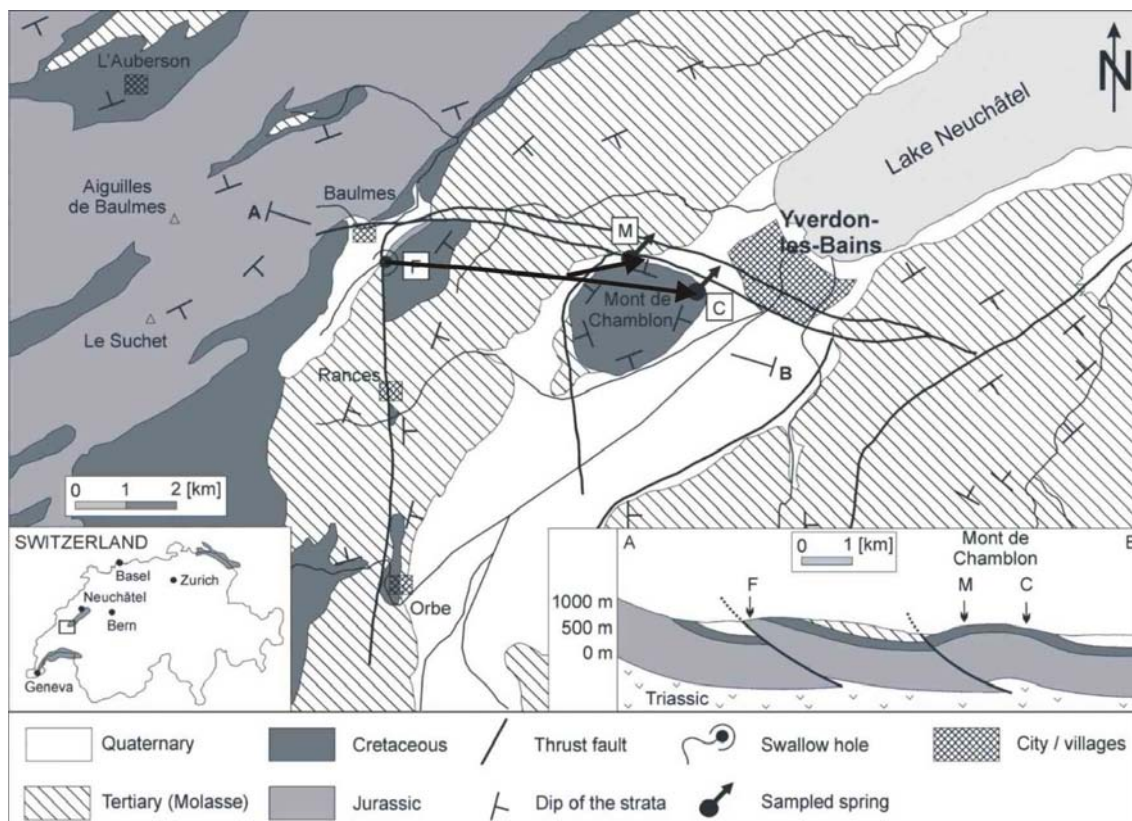 L'Auberson
N
Lake Neuchâtel
Aiguilles
de Baulmes
A
Baulmes
M
Yverdon-
les-Bains
F
Mont de
Chamblon
C
Le Suchet
B
Rances
0 1 2 [km]
Orbe
SWITZERLAND
Basel
Zurich
Neuchâtel
Bern
Geneva
A
0 1 [km]
Mont de
Chamblon
B
F
M
C
1000 m
500 m
0 m
Triassic
Quaternary
Cretaceous
Thrust fault
Swallow hole
City / villages
Tertiary (Molasse)
Jurassic
Dip of the strata
Sampled spring